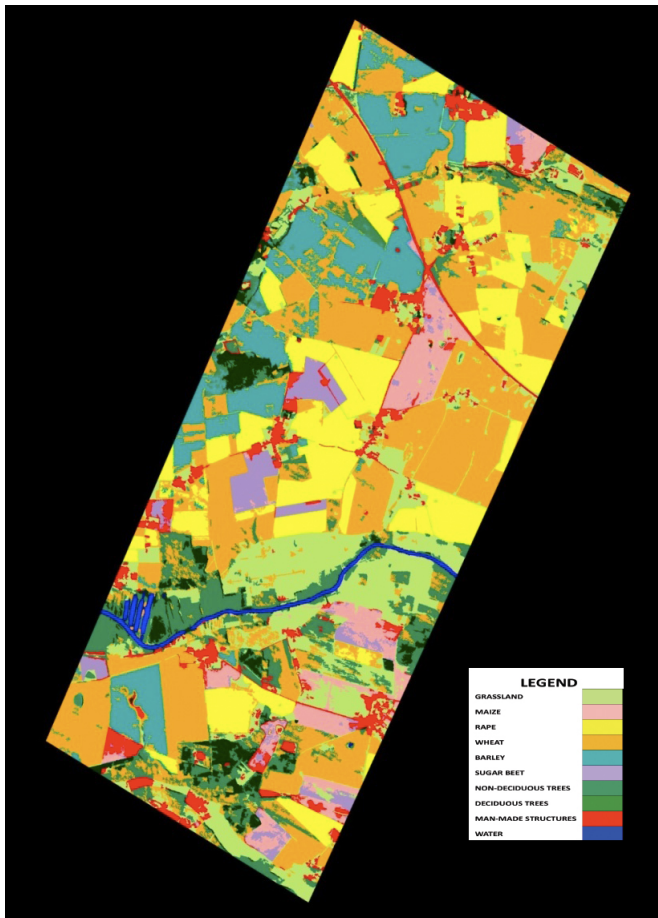 LEGEND
GRASSLAND
MAIZE
RAPE
WHEAT
BARLEY
SUGAR BEET
NON-DECIDUOUS TREES
DECIDUOUS TREES
MAN-MADE STRUCTURES
WATER